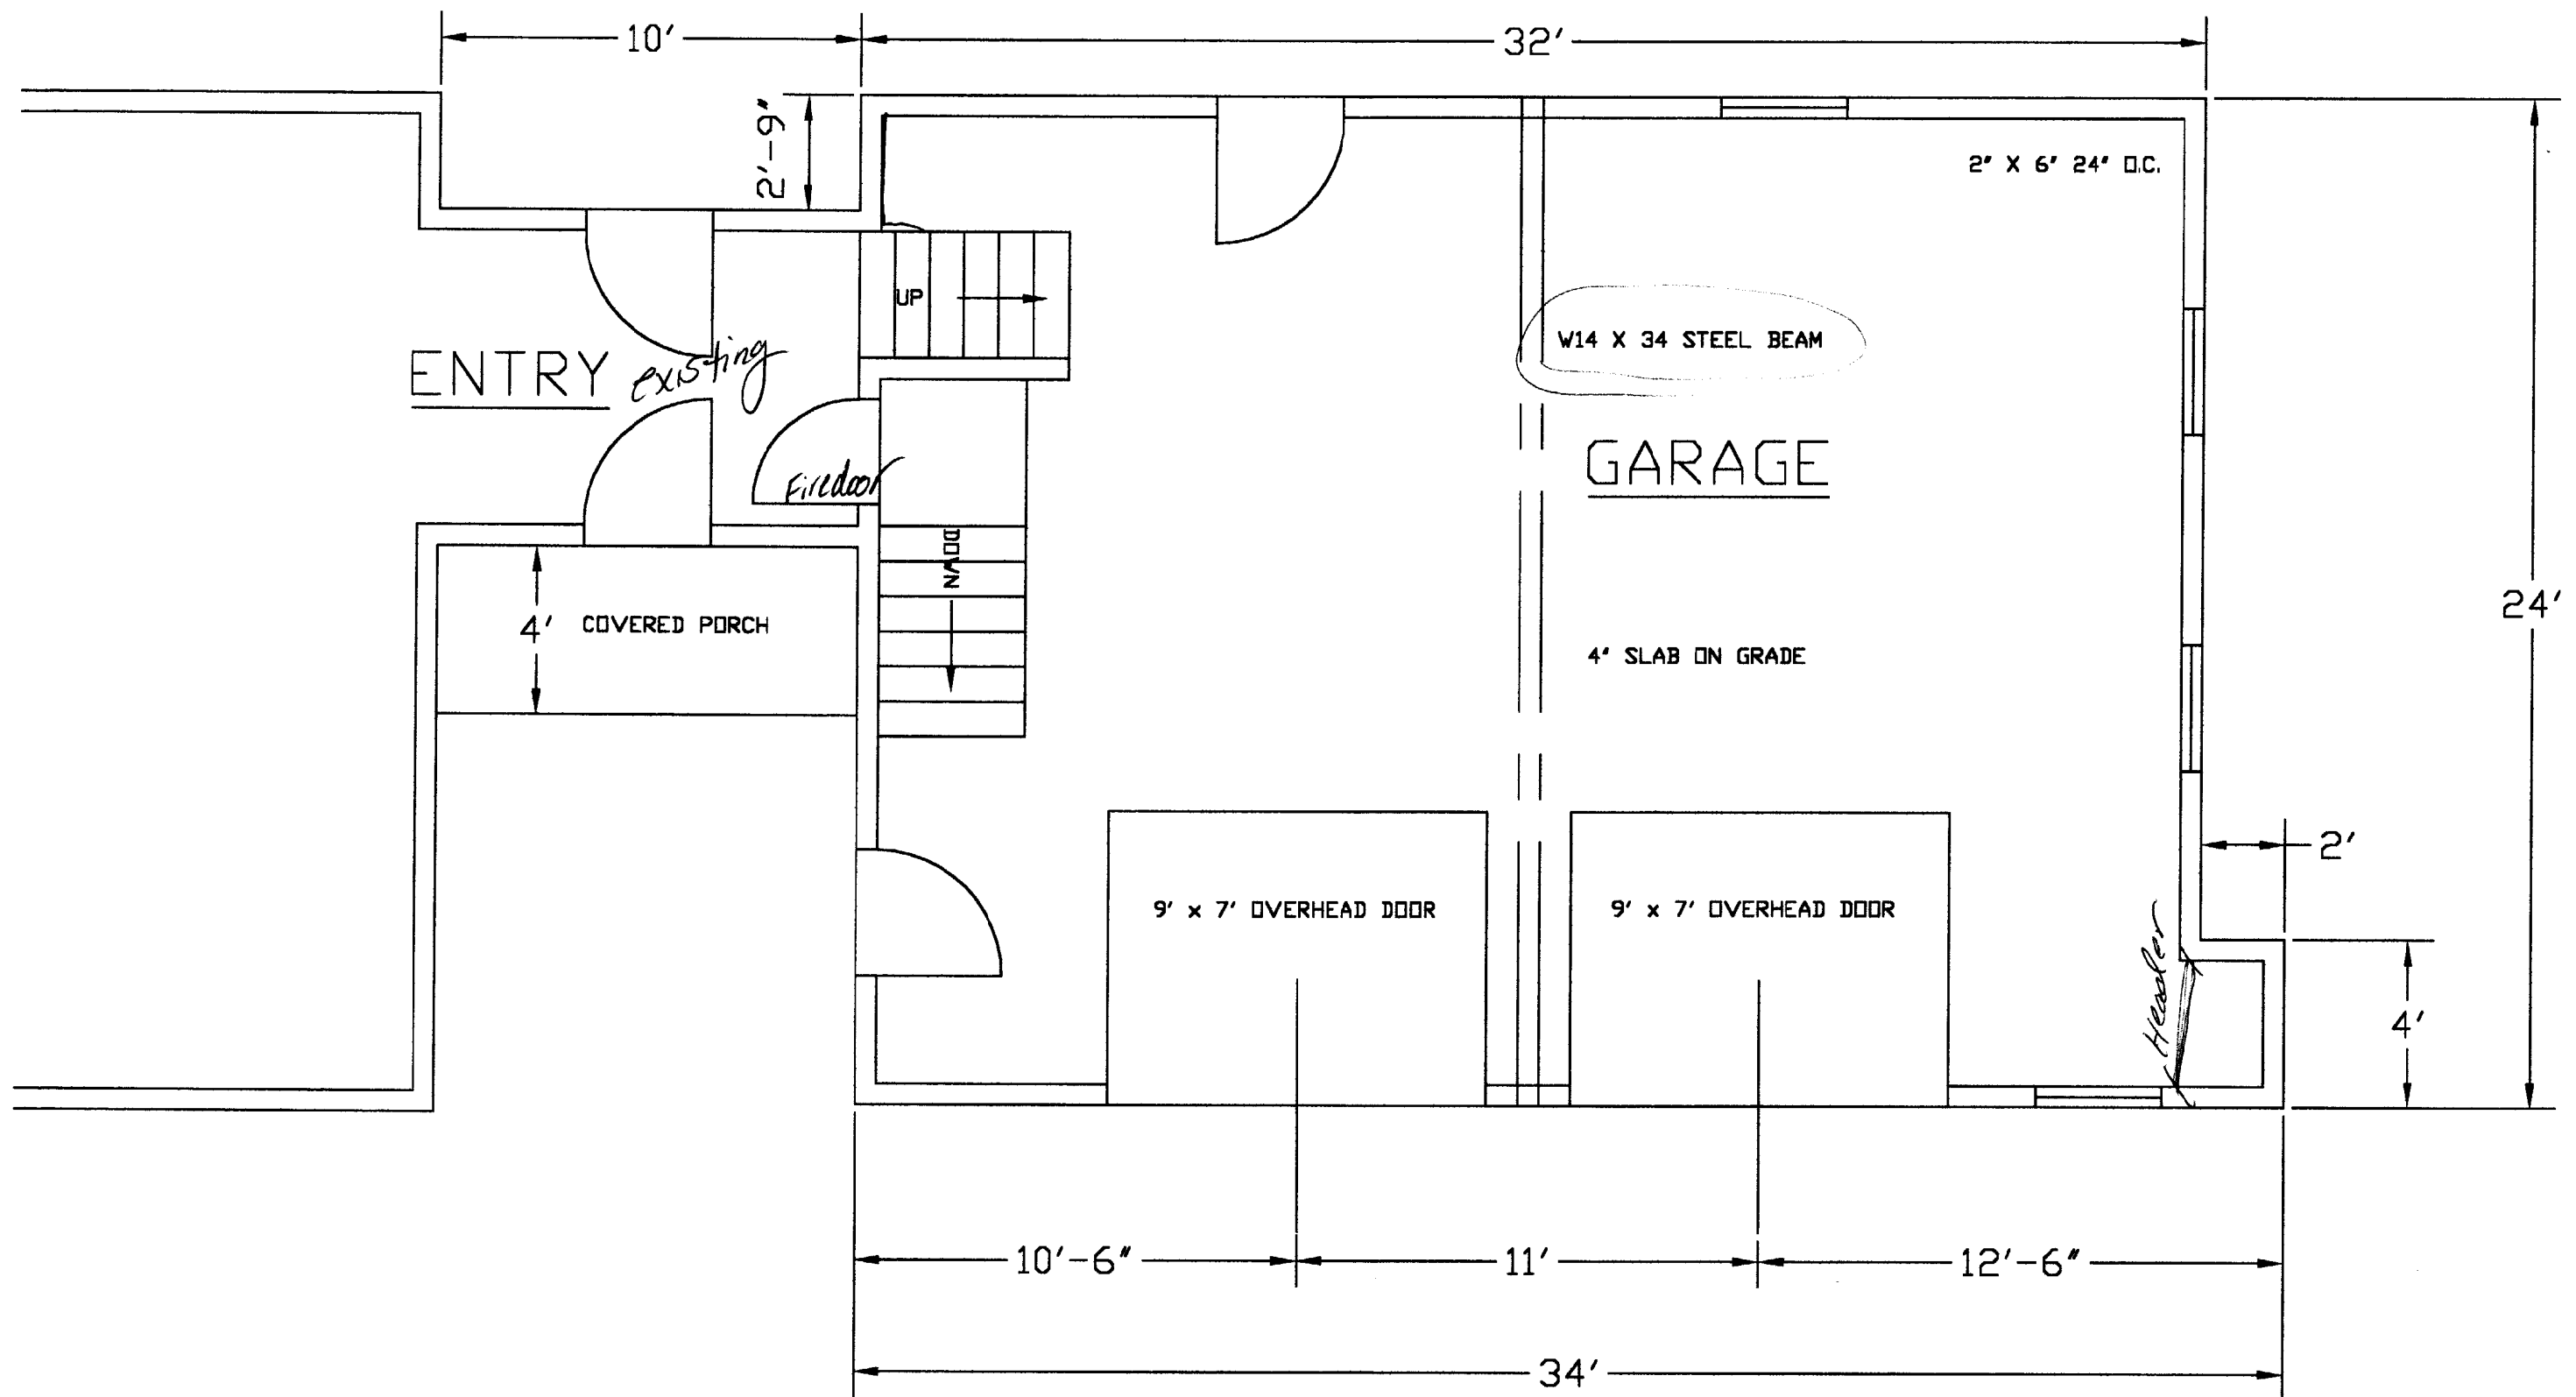 10' 32'
2'-9"
2" X 6" 24" O.C.
UP
W14 X 34 STEEL BEAM
ENTRY existing
Firedoor
GARAGE
DOWN
24'
4' COVERED PORCH
4" SLAB ON GRADE
2'
9' x 7' OVERHEAD DOOR 9' x 7' OVERHEAD DOOR
Header
4'
10'-6" 11' 12'-6"
34'